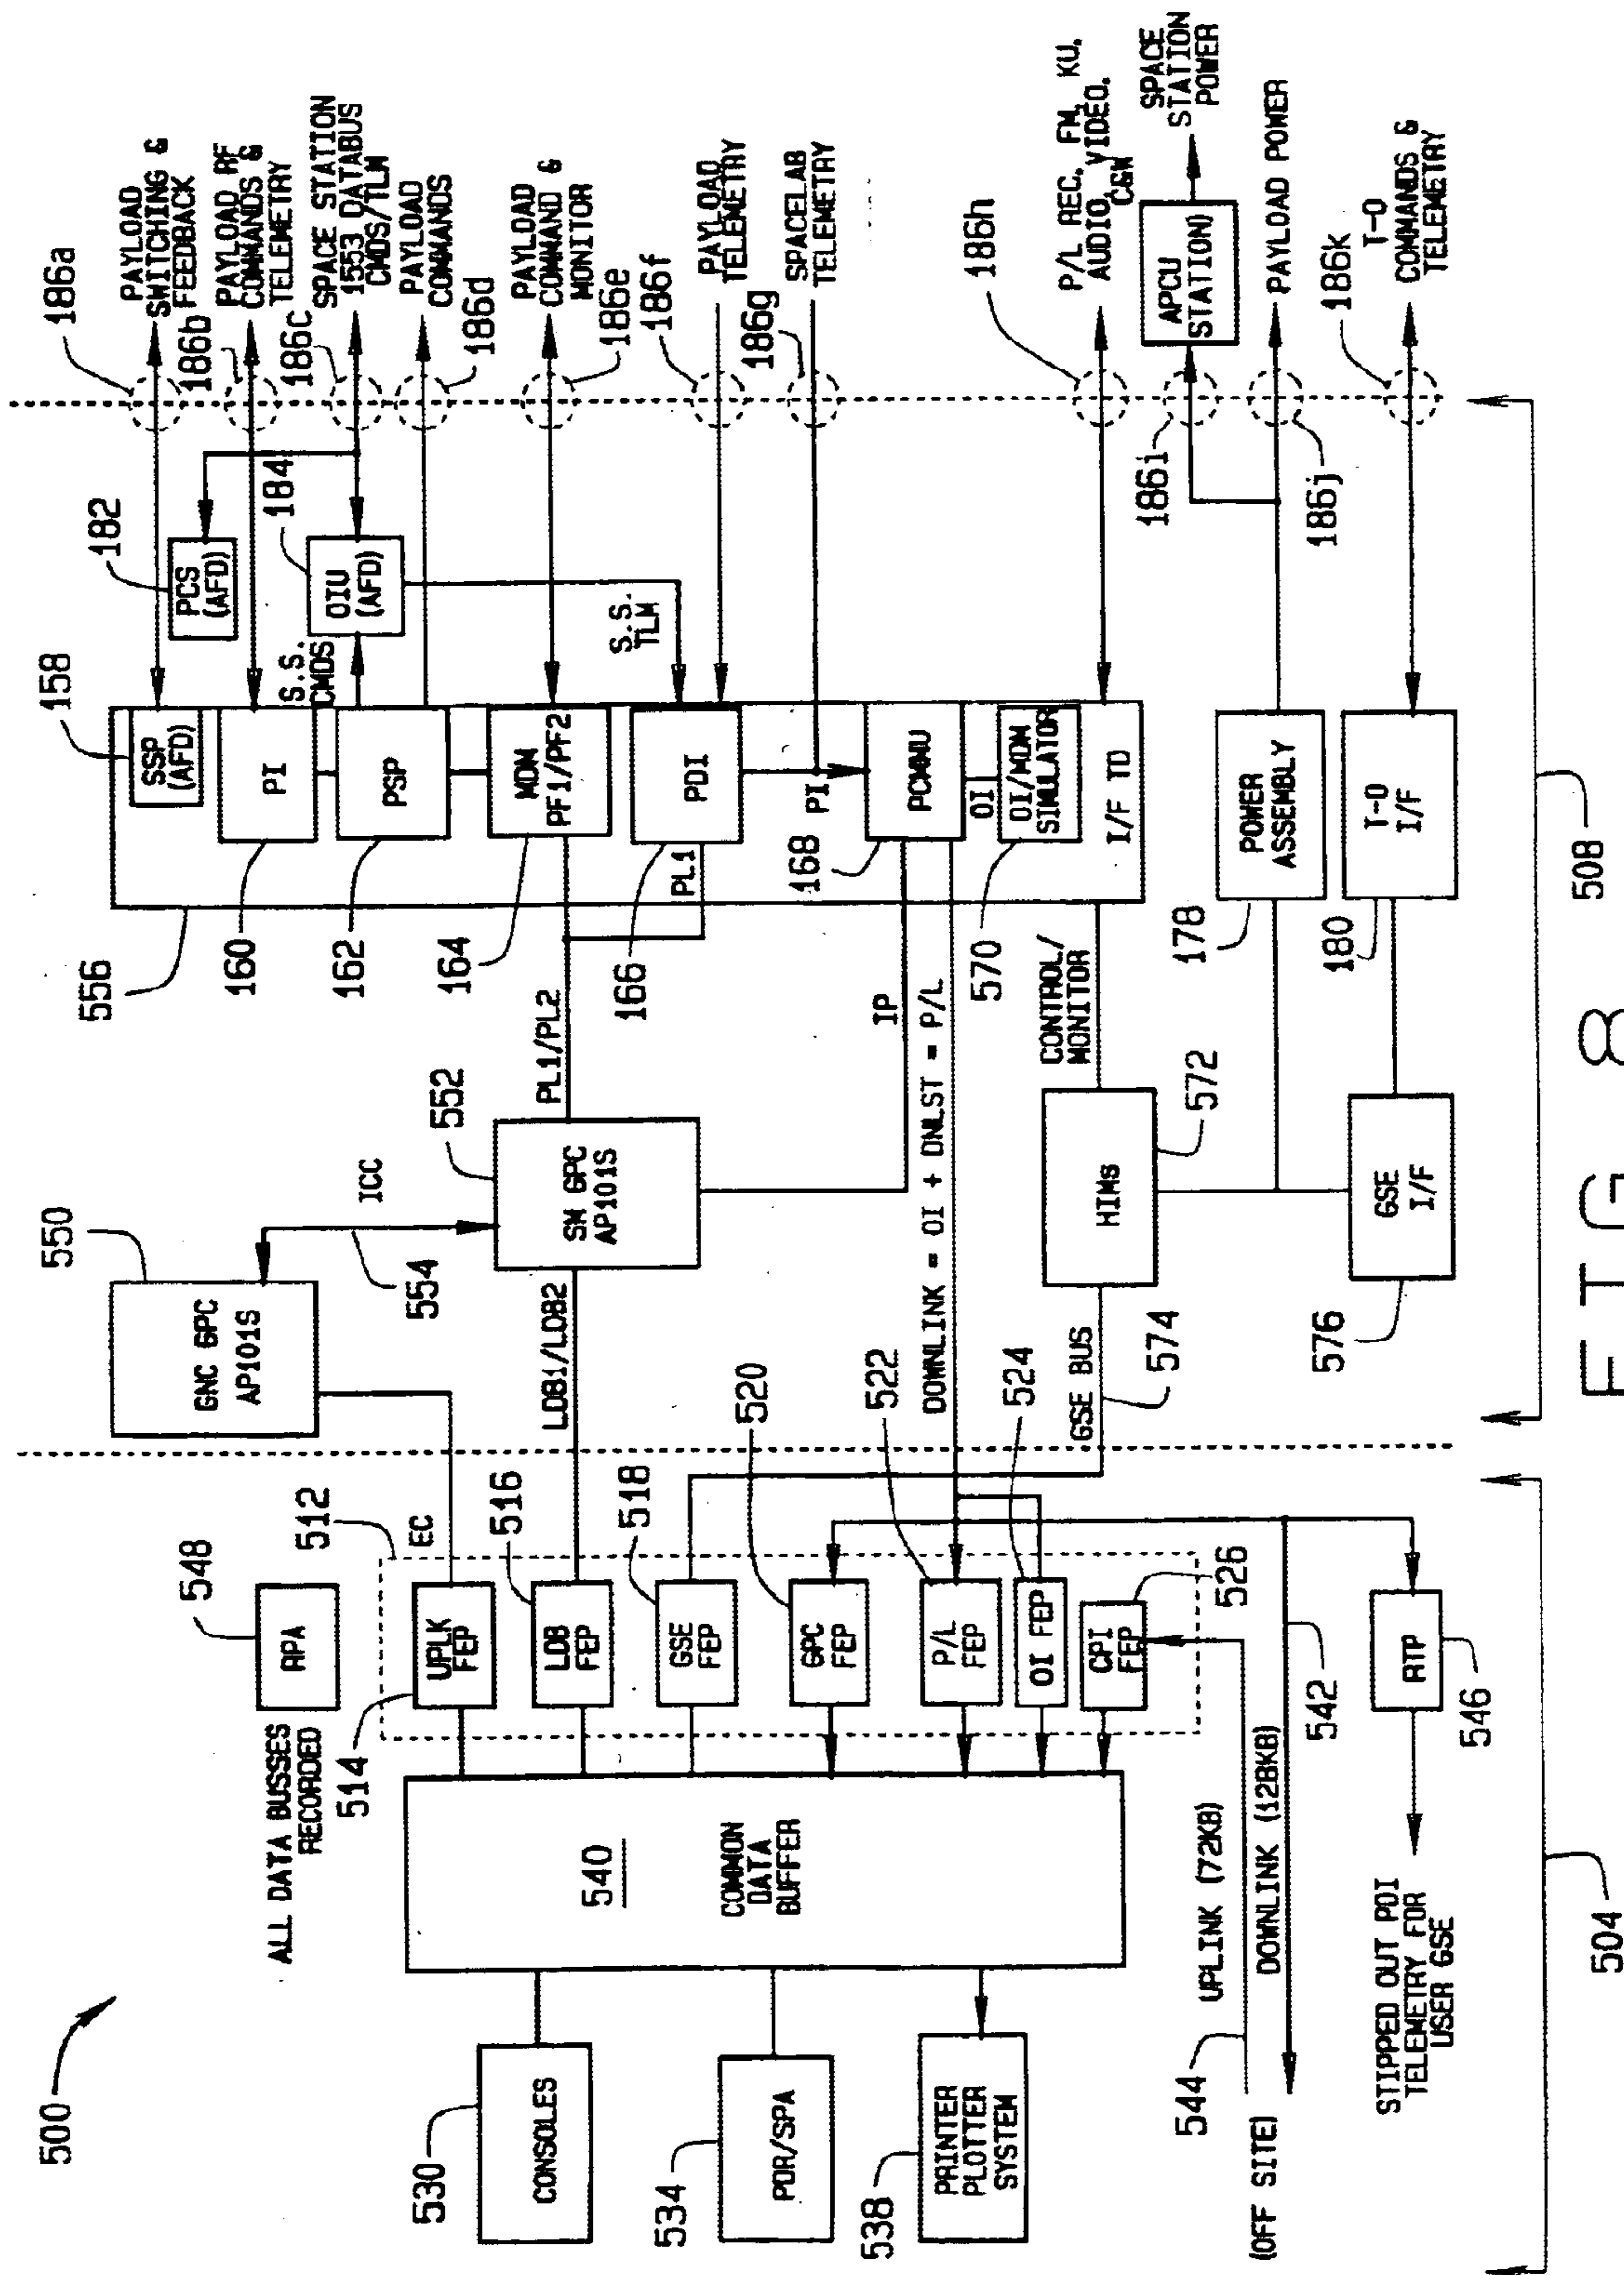 500
548
RPA
ALL DATA BUSSES
RECORDED
512
EC
514
UPLK
FEP
516
LDB
FEP
518
GSE
FEP
520
GPC
FEP
522
P/L
FEP
524
OI FEP
526
CPI
FEP
540
COMMON
DATA
BUFFER
530
CONSOLES
534
PDR/SPA
538
PRINTER
PLOTTER
SYSTEM
544
UPLINK (72KB)
DOWNLINK (128KB)
(OFF SITE)
542
RTP
546
STIPPED OUT PDI
TELEMETRY FOR
USER GSE
504
550
GNC GPC
AP101S
ICC
554
552
SM GPC
AP101S
LDB1/LDB2
PL1/PL2
IP
DOWNLINK = OI + DNLST = P/L
GSE BUS
574
HIMs
572
CONTROL/
MONITOR
GSE
I/F
576
556
158
SSP
(AFD)
160
PI
162
PSP
164
MDM
PF1/PF2
166
PDI
PL1
PI
168
PCMMU
OI
570
OI/MDM
SIMULATOR
I/F TD
178
POWER
ASSEMBLY
180
T-O
I/F
182
PCS
(AFD)
184
OIU
(AFD)
S.S.
CMDS
S.S.
TLM
186a
PAYLOAD
SWITCHING &
FEEDBACK
186b
PAYLOAD RF
COMMANDS &
TELEMETRY
186c
SPACE STATION
1553 DATABUS
CMDS/TLM
PAYLOAD
COMMANDS
186d
PAYLOAD
COMMAND &
MONITOR
186e
186f
PAYLOAD
TELEMETRY
186g
SPACELAB
TELEMETRY
186h
P/L REC, FM, KU,
AUDIO, VIDEO,
C&W
APCU
STATION)
SPACE
STATION
POWER
186i
186j
PAYLOAD POWER
186k
T-O
COMMANDS &
TELEMETRY
508
FIG 8